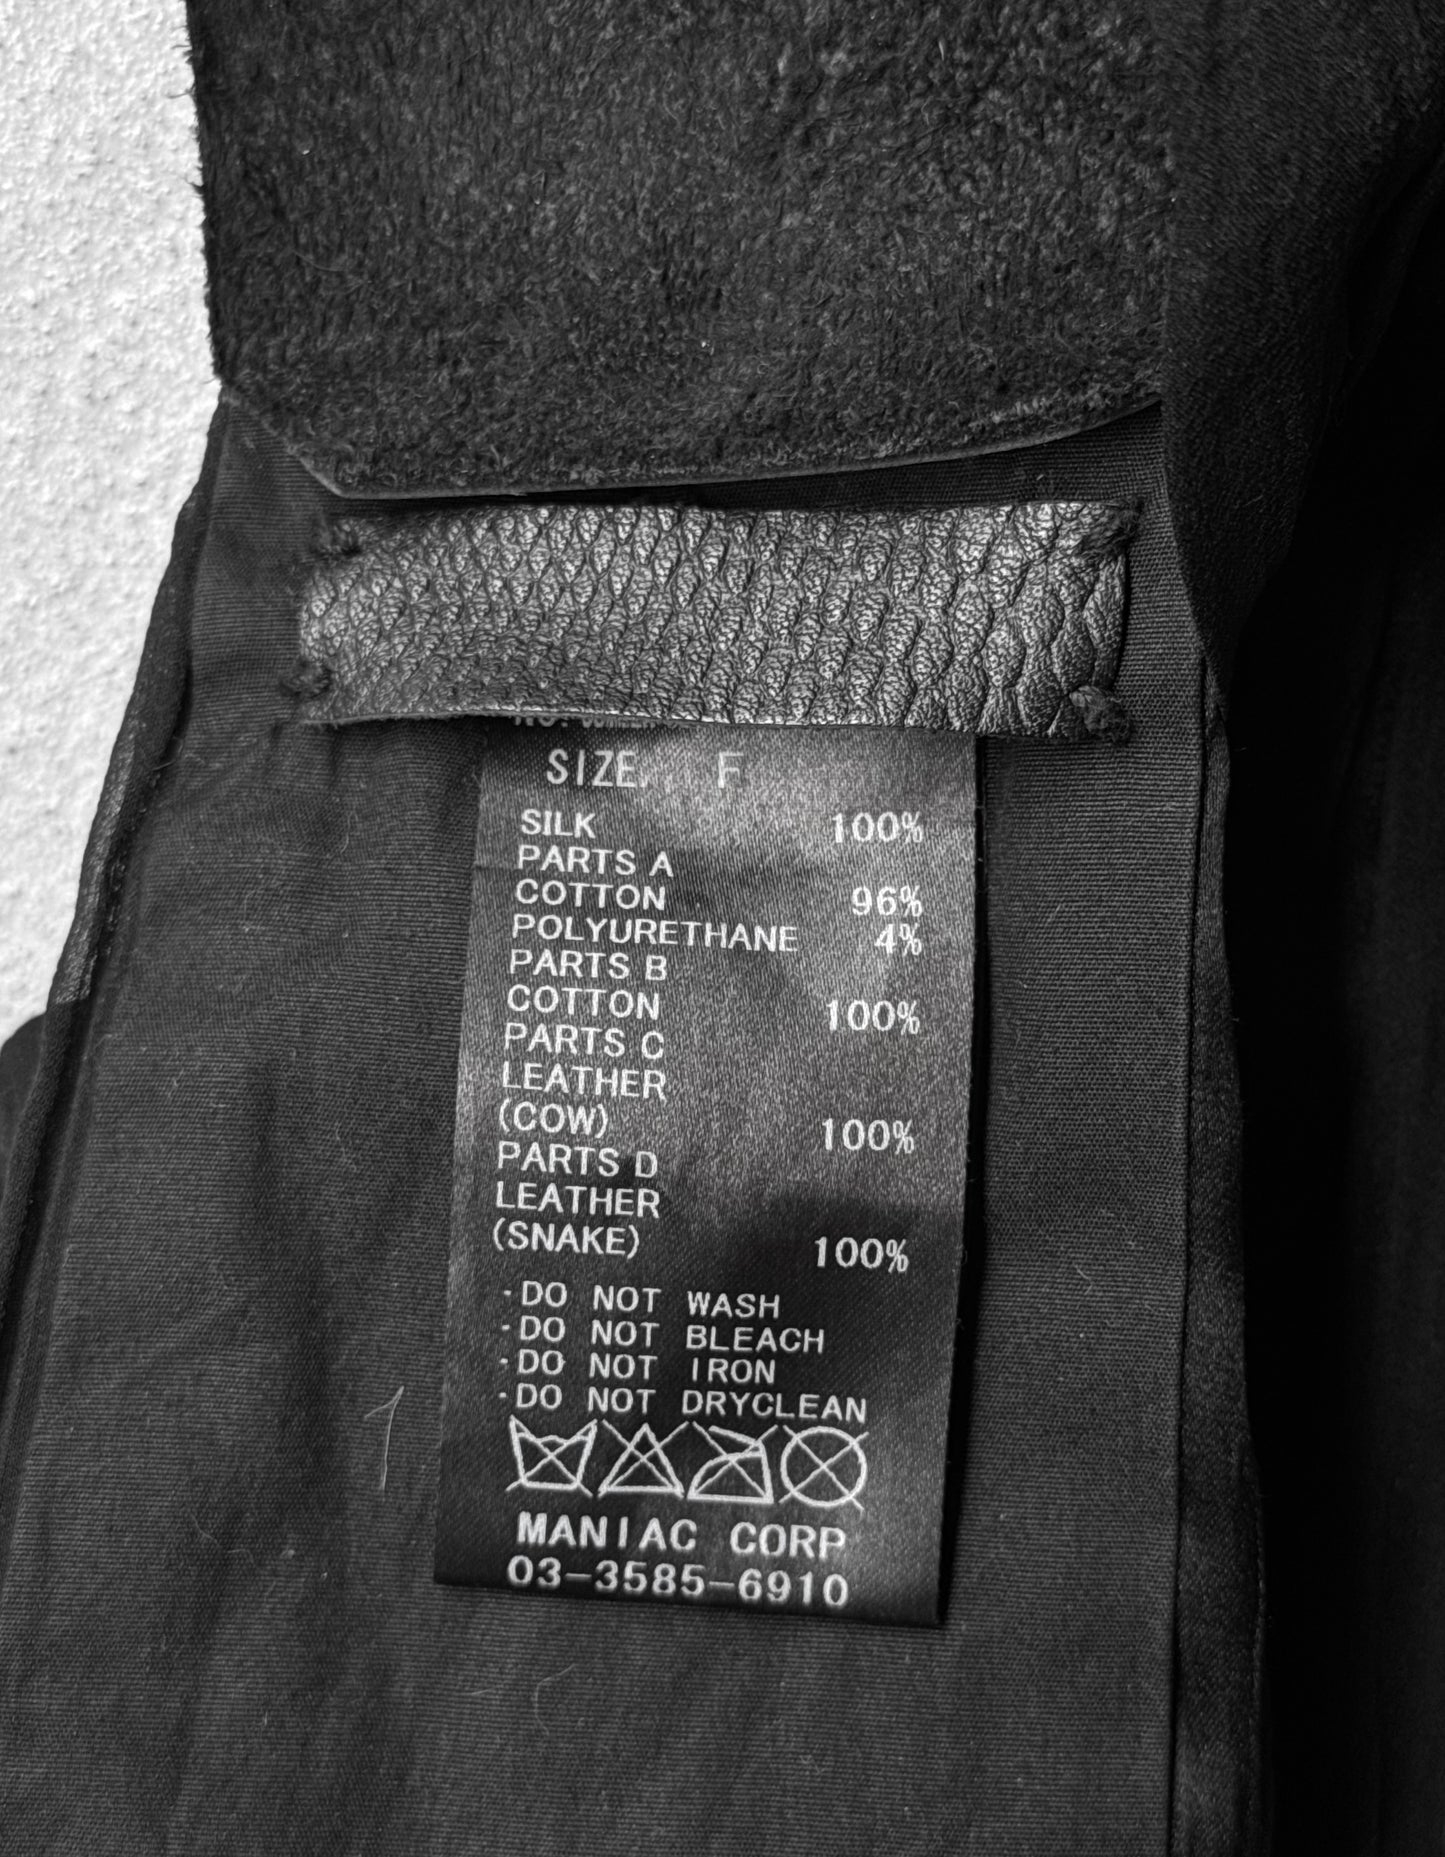 SIZE. F
SILK 100%
PARTS A
COTTON 96%
POLYURETHANE 4%
PARTS B
COTTON 100%
PARTS C
LEATHER
(COW) 100%
PARTS D
LEATHER
(SNAKE) 100%
·DO NOT WASH
·DO NOT BLEACH
·DO NOT IRON
·DO NOT DRYCLEAN
MANIAC CORP
03-3585-6910